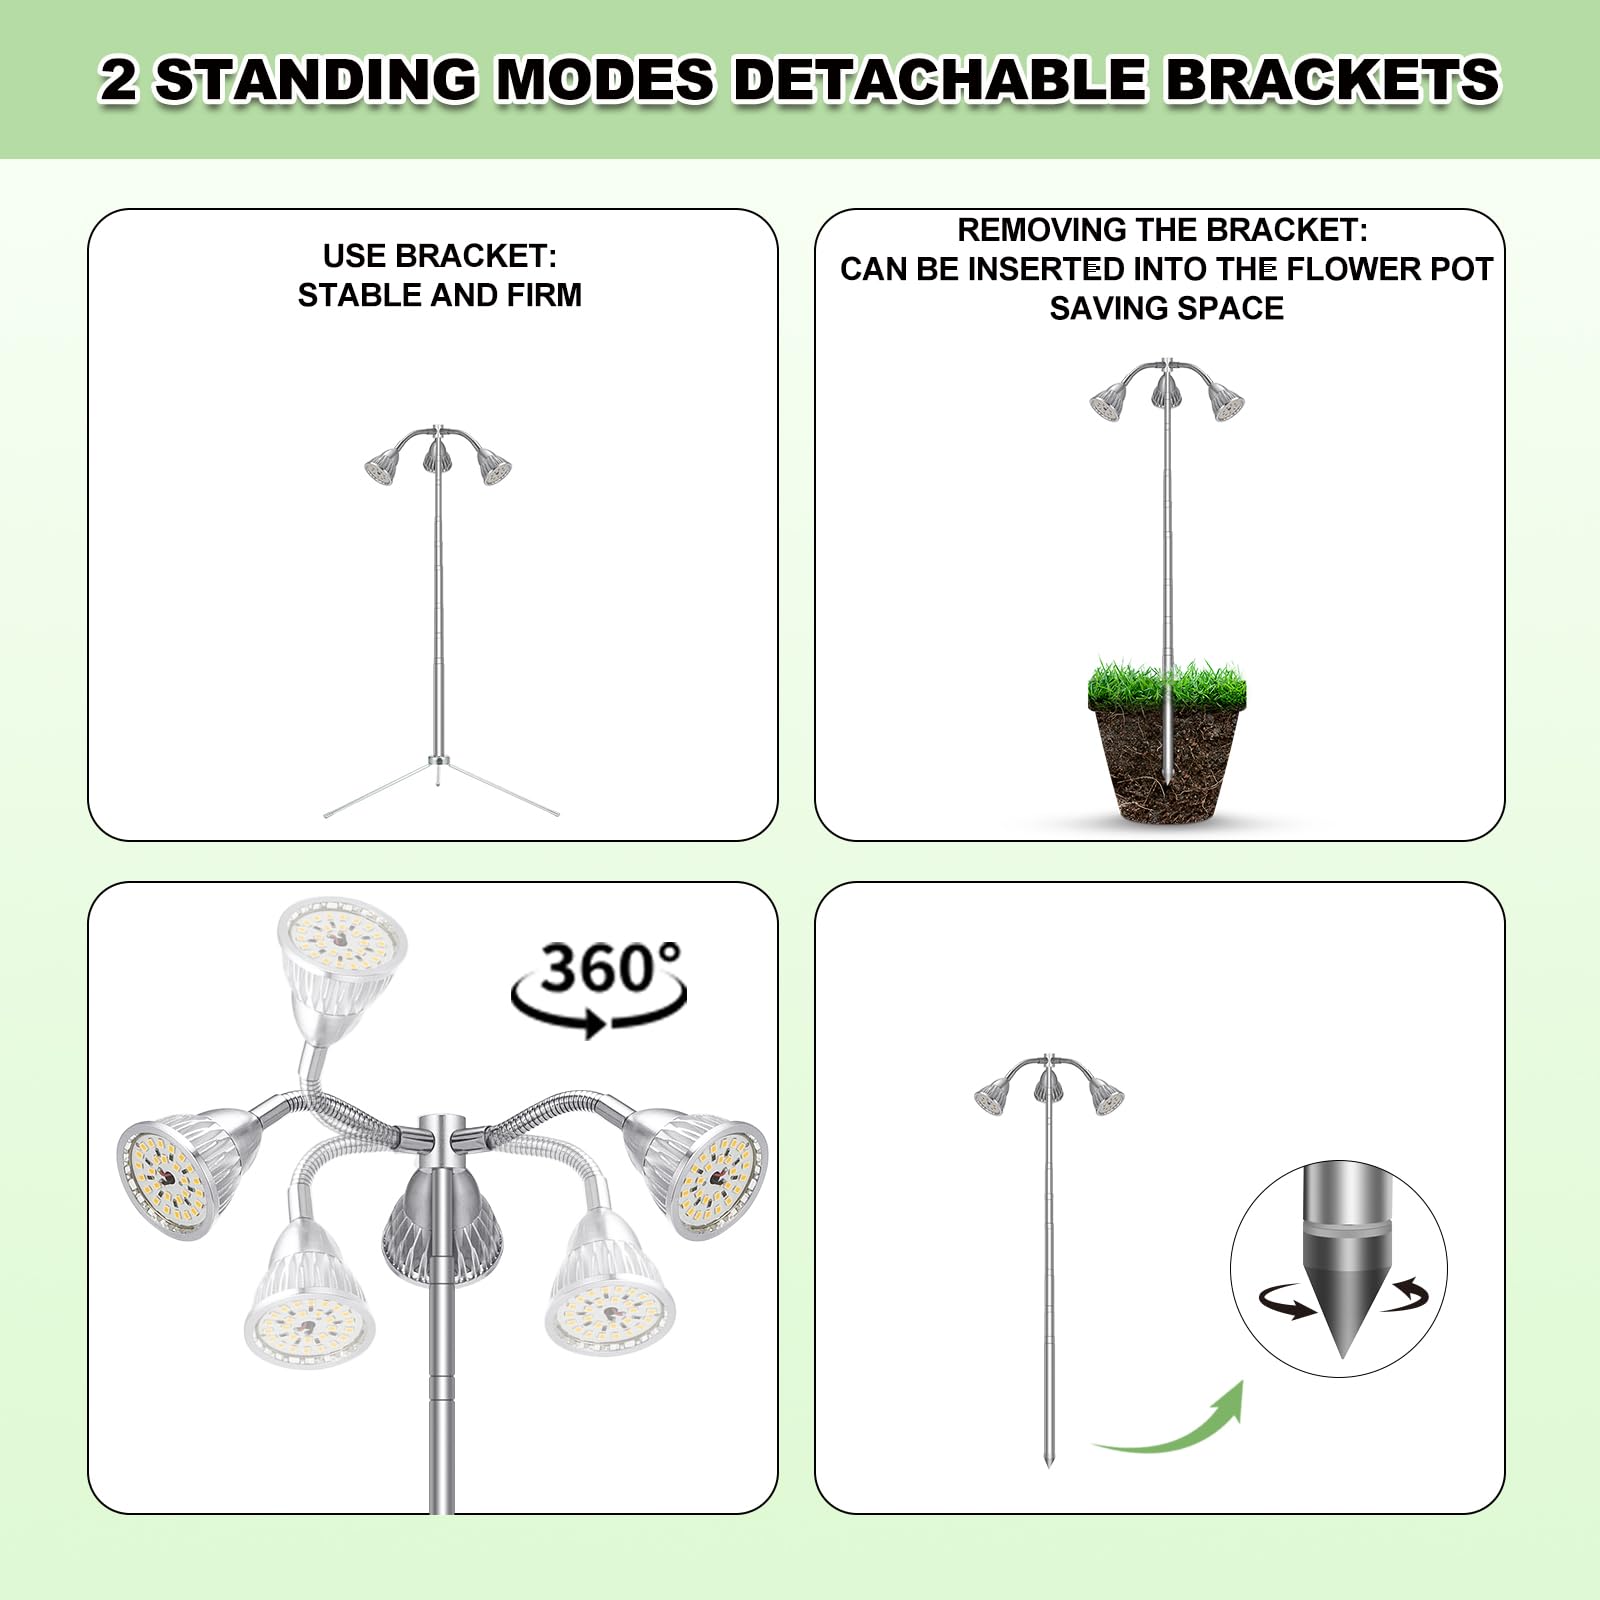 2 STANDING MODES DETACHABLE BRACKETS
USE BRACKET:
STABLE AND FIRM
REMOVING THE BRACKET:
CAN BE INSERTED INTO THE FLOWER POT
SAVING SPACE
360°